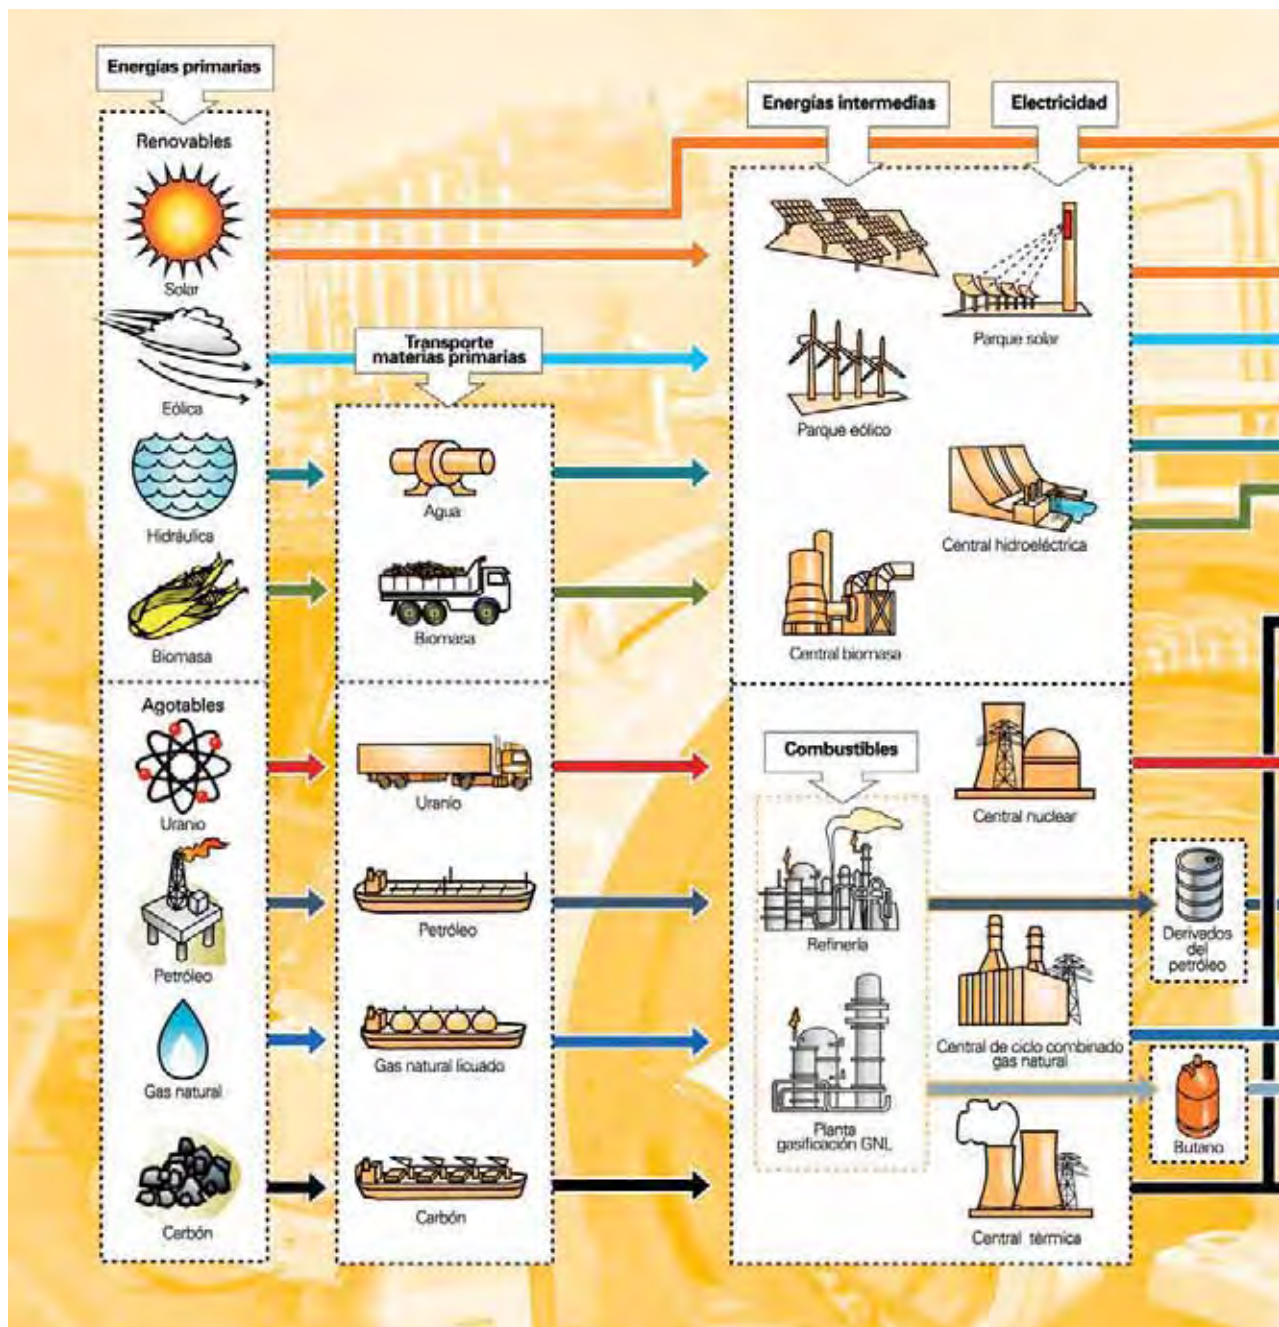 Energías primarias
Renovables
Solar
Eólica
Hidráulica
Biomasa
Agotables
Uranio
Petróleo
Gas natural
Carbón
Transporte
materias primarias
Agua
Biomasa
Uranio
Petróleo
Gas natural licuado
Carbón
Energías intermedias
Electricidad
Parque solar
Parque eólico
Central hidroeléctrica
Central biomasa
Combustibles
Central nuclear
Refinería
Central de ciclo combinado
gas natural
Planta
gasificación GNL
Central térmica
Derivados
del
petróleo
Butano